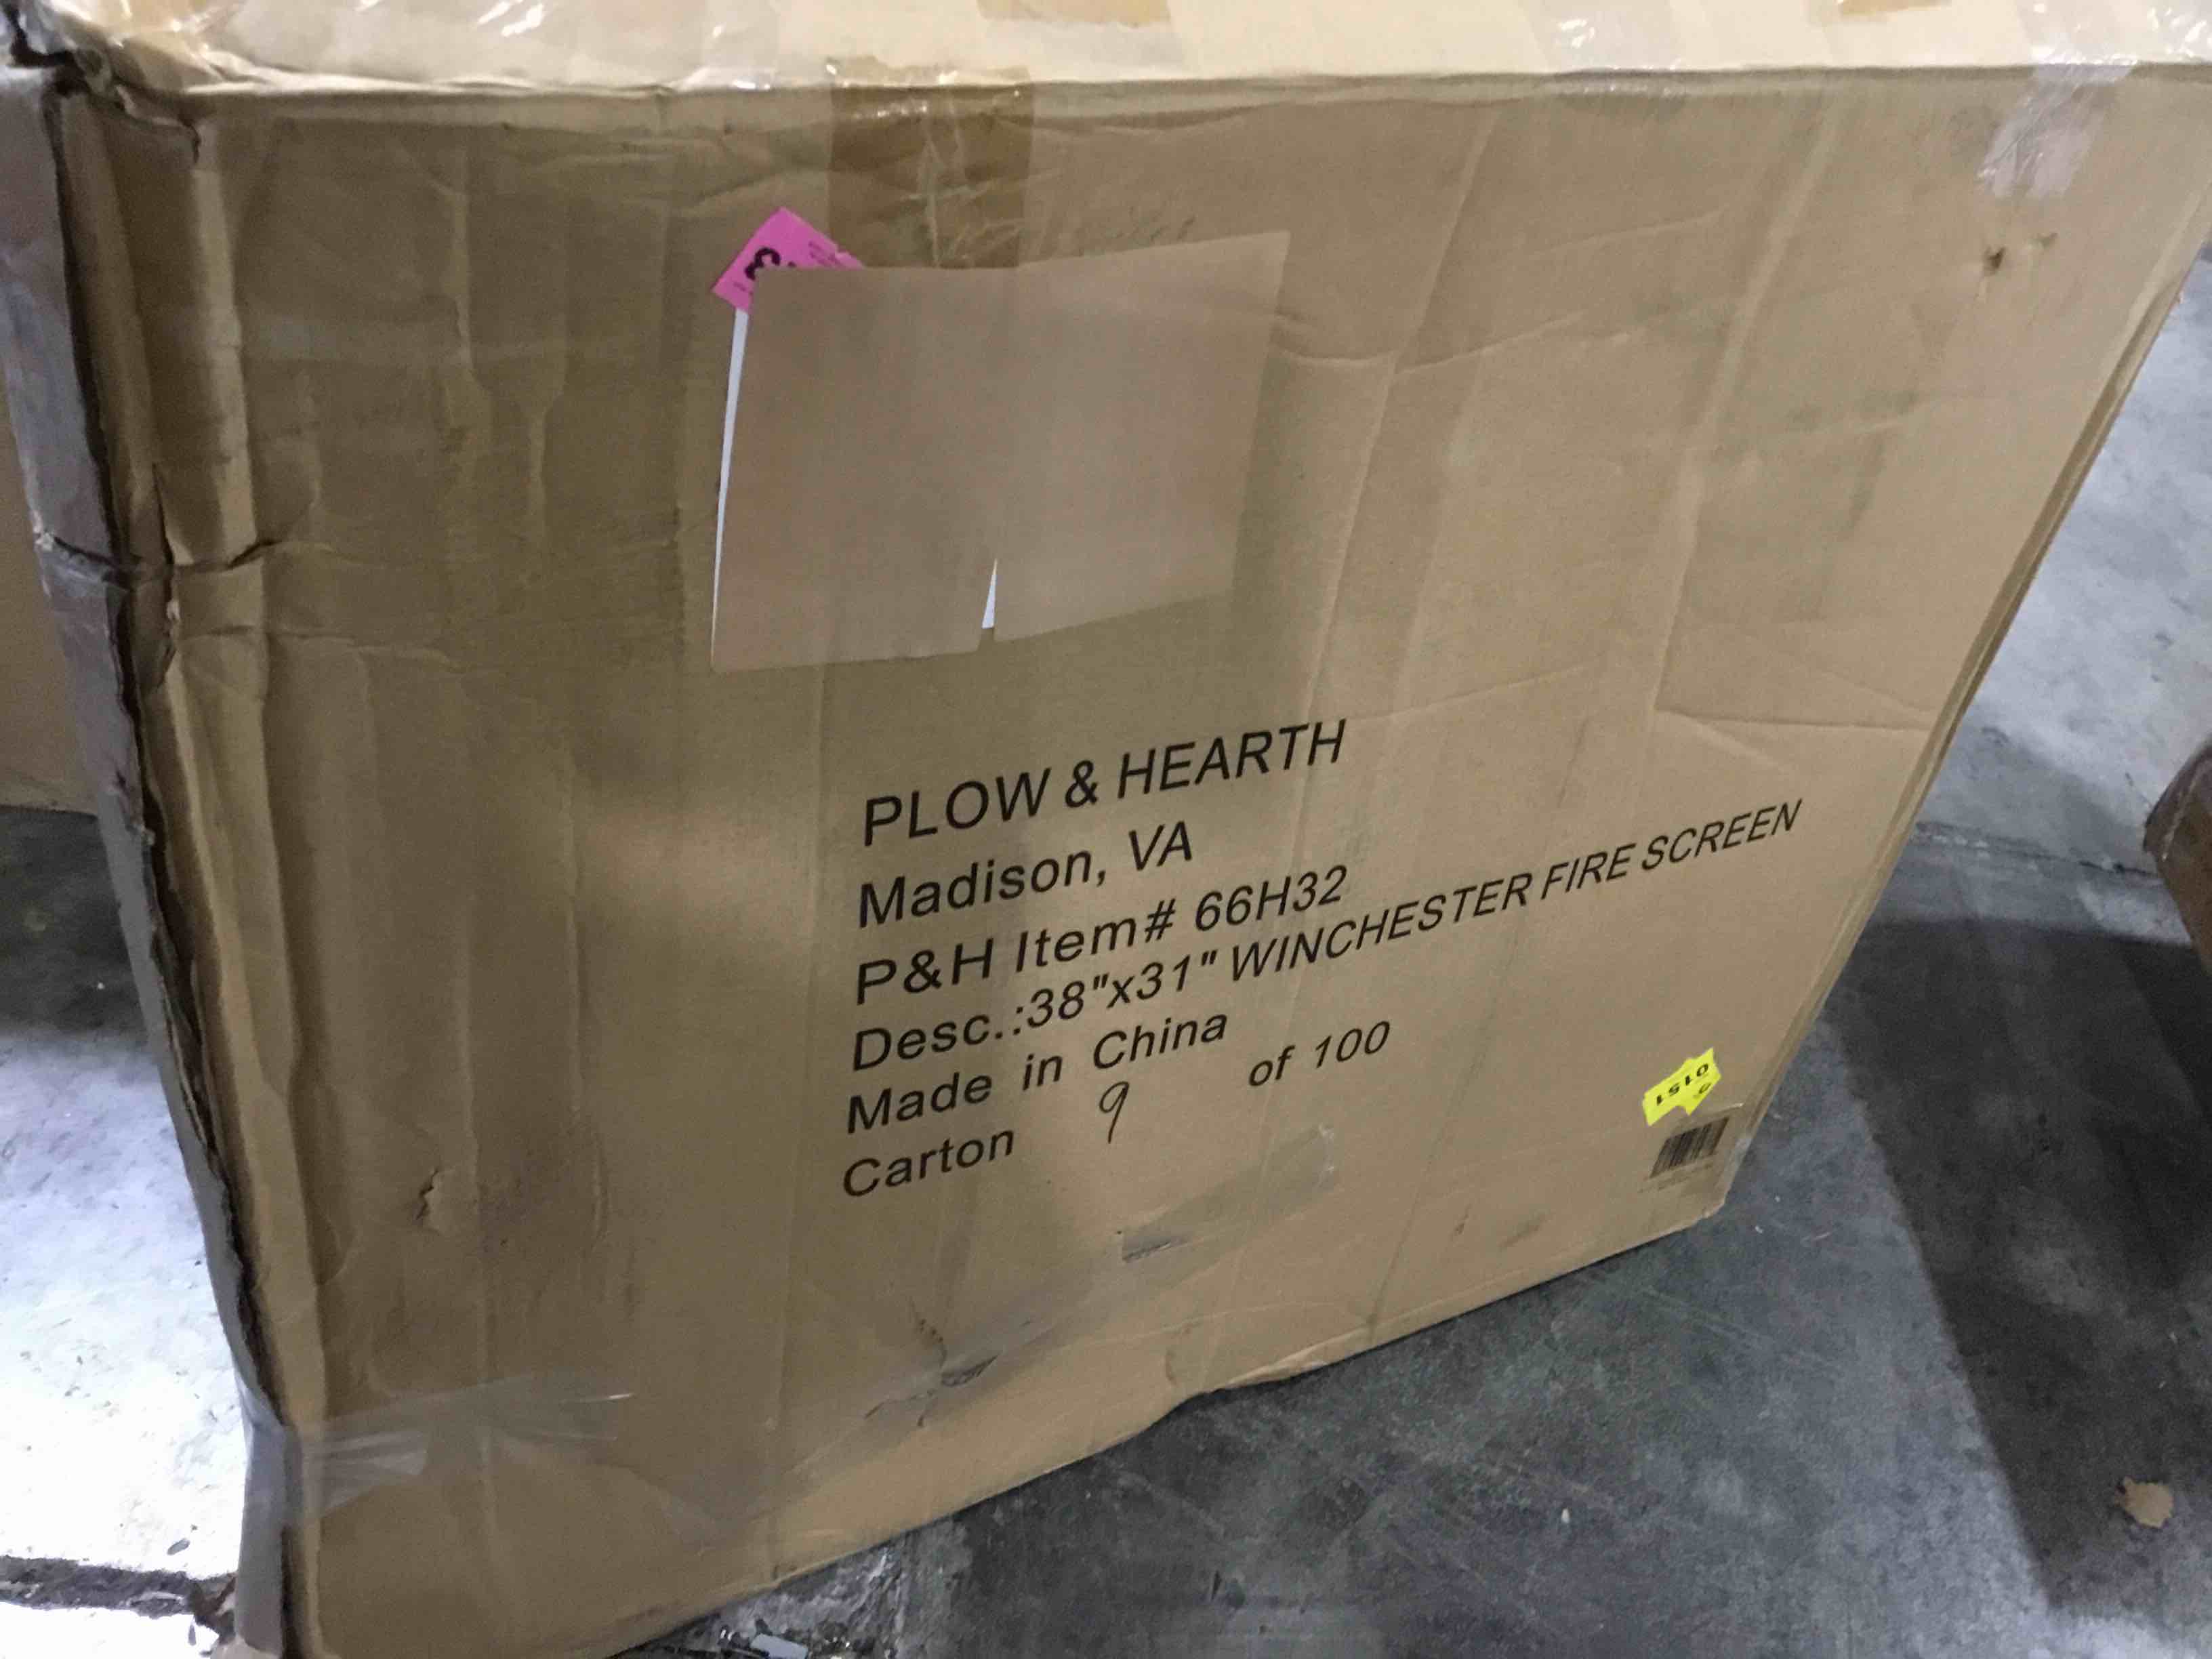 3
PLOW & HEARTH
Madison, VA
P&H Item# 66H32
Desc.:38"x31" WINCHESTER FIRE SCREEN
Made in China
Carton 9 of 100
0151